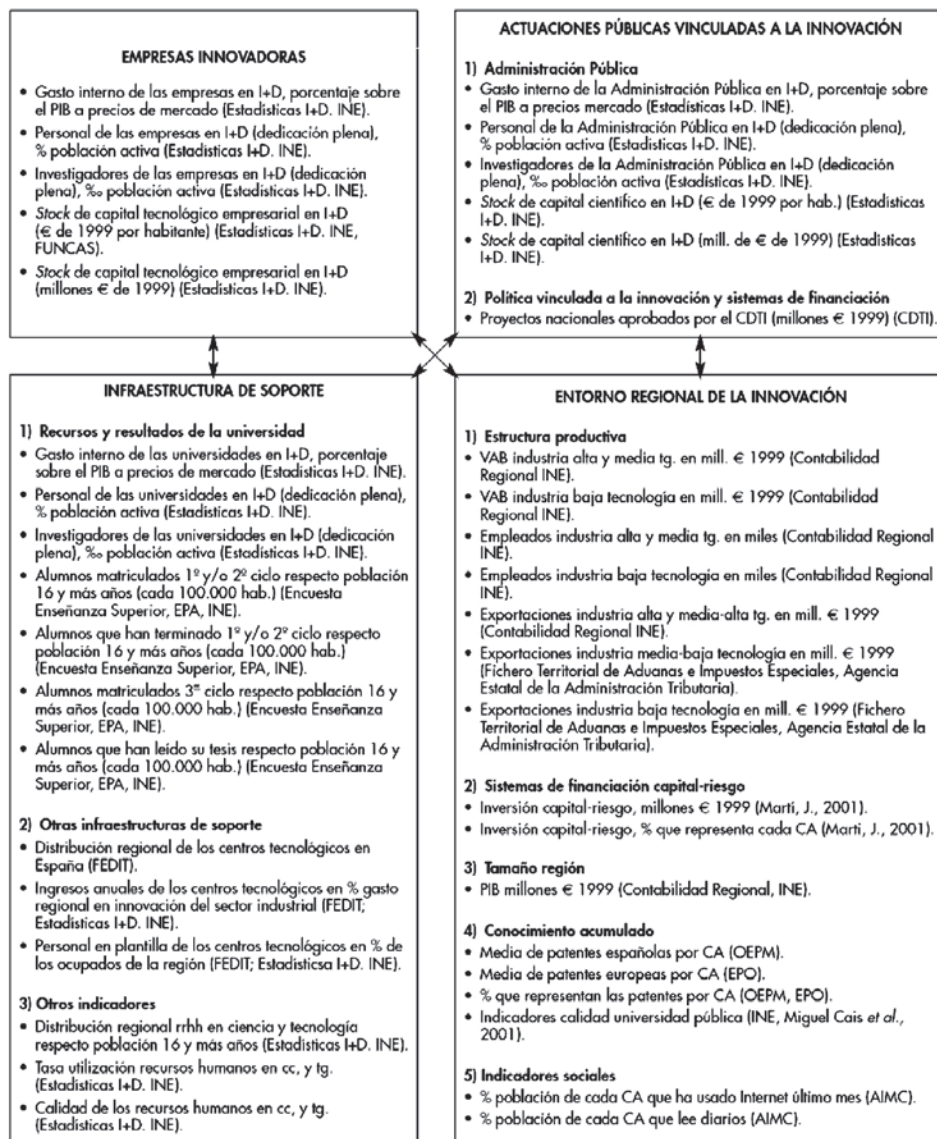 EMPRESAS INNOVADORAS
• Gasto interno de las empresas en I+D, porcentaje sobre
el PIB a precios de mercado (Estadísticas I+D. INE).
• Personal de las empresas en I+D (dedicación plena),
% población activa (Estadísticas I+D. INE).
• Investigadores de las empresas en I+D (dedicación
plena), ‰ población activa (Estadísticas I+D. INE).
• Stock de capital tecnológico empresarial en I+D
(€ de 1999 por habitante) (Estadísticas I+D. INE,
FUNCAS).
• Stock de capital tecnológico empresarial en I+D
(millones € de 1999) (Estadísticas I+D. INE).
ACTUACIONES PÚBLICAS VINCULADAS A LA INNOVACIÓN
1) Administración Pública
• Gasto interno de la Administración Pública en I+D, porcentaje sobre
el PIB a precios mercado (Estadísticas I+D. INE).
• Personal de la Administración Pública en I+D (dedicación plena),
% población activa (Estadísticas I+D. INE).
• Investigadores de la Administración Pública en I+D (dedicación
plena), ‰ población activa (Estadísticas I+D. INE).
• Stock de capital científico en I+D (€ de 1999 por hab.) (Estadísticas
I+D. INE).
• Stock de capital científico en I+D (mill. de € de 1999) (Estadísticas
I+D. INE).
2) Política vinculada a la innovación y sistemas de financiación
• Proyectos nacionales aprobados por el CDTI (millones € 1999) (CDTI).
INFRAESTRUCTURA DE SOPORTE
1) Recursos y resultados de la universidad
• Gasto interno de las universidades en I+D, porcentaje
sobre el PIB a precios de mercado (Estadísticas I+D. INE).
• Personal de las universidades en I+D (dedicación plena),
% población activa (Estadísticas I+D. INE).
• Investigadores de las universidades en I+D (dedicación
plena), ‰ población activa (Estadísticas I+D. INE).
• Alumnos matriculados 1º y/o 2º ciclo respecto población
16 y más años (cada 100.000 hab.) (Encuesta
Enseñanza Superior, EPA, INE).
• Alumnos que han terminado 1º y/o 2º ciclo respecto
población 16 y más años (cada 100.000 hab.)
(Encuesta Enseñanza Superior, EPA, INE).
• Alumnos matriculados 3er ciclo respecto población 16 y
más años (cada 100.000 hab.) (Encuesta Enseñanza
Superior, EPA, INE).
• Alumnos que han leído su tesis respecto población 16 y
más años (cada 100.000 hab.) (Encuesta Enseñanza
Superior, EPA, INE).
2) Otras infraestructuras de soporte
• Distribución regional de los centros tecnológicos en
España (FEDIT).
• Ingresos anuales de los centros tecnológicos en % gasto
regional en innovación del sector industrial (FEDIT;
Estadísticas I+D. INE).
• Personal en plantilla de los centros tecnológicos en % de
los ocupados de la región (FEDIT; Estadísticsa I+D. INE).
3) Otros indicadores
• Distribución regional rrhh en ciencia y tecnología
respecto población 16 y más años (Estadísticas I+D. INE).
• Tasa utilización recursos humanos en cc, y tg.
(Estadísticas I+D. INE).
• Calidad de los recursos humanos en cc, y tg.
(Estadísticas I+D. INE).
ENTORNO REGIONAL DE LA INNOVACIÓN
1) Estructura productiva
• VAB industria alta y media tg. en mill. € 1999 (Contabilidad
Regional INE).
• VAB industria baja tecnología en mill. € 1999 (Contabilidad
Regional INE).
• Empleados industria alta y media tg. en miles (Contabilidad Regional
INE).
• Empleados industria baja tecnología en miles (Contabilidad Regional
INE).
• Exportaciones industria alta y media-alta tg. en mill. € 1999
(Contabilidad Regional INE).
• Exportaciones industria media-baja tecnología en mill. € 1999
(Fichero Territorial de Aduanas e Impuestos Especiales, Agencia
Estatal de la Administración Tributaria).
• Exportaciones industria baja tecnología en mill. € 1999 (Fichero
Territorial de Aduanas e Impuestos Especiales, Agencia Estatal de la
Administración Tributaria).
2) Sistemas de financiación capital-riesgo
• Inversión capital-riesgo, millones € 1999 (Martí, J., 2001).
• Inversión capital-riesgo, % que representa cada CA (Martí, J., 2001).
3) Tamaño región
• PIB millones € 1999 (Contabilidad Regional, INE).
4) Conocimiento acumulado
• Media de patentes españolas por CA (OEPM).
• Media de patentes europeas por CA (EPO).
• % que representan las patentes por CA (OEPM, EPO).
• Indicadores calidad universidad pública (INE, Miguel Cais et al.,
2001).
5) Indicadores sociales
• % población de cada CA que ha usado Internet último mes (AIMC).
• % población de cada CA que lee diarios (AIMC).